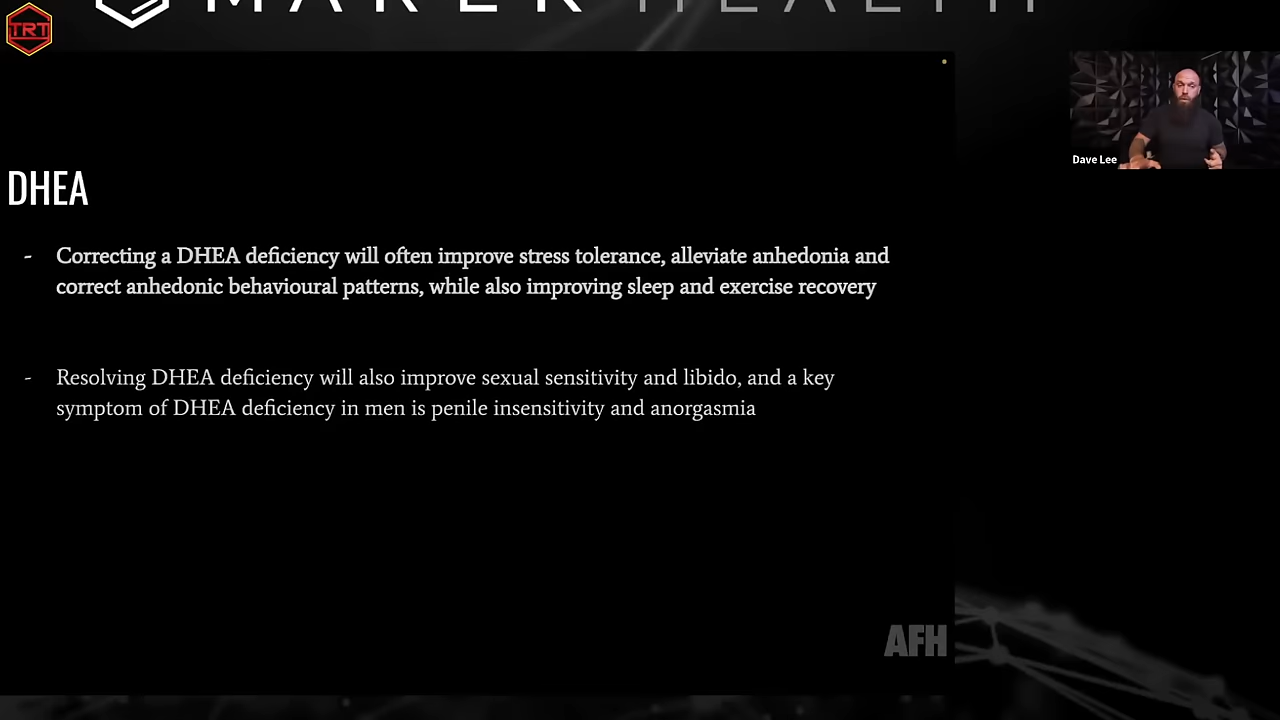 MAKER HEALTH
TRT
Dave Lee
DHEA
- Correcting a DHEA deficiency will often improve stress tolerance, alleviate anhedonia and
correct anhedonic behavioural patterns, while also improving sleep and exercise recovery
- Resolving DHEA deficiency will also improve sexual sensitivity and libido, and a key
symptom of DHEA deficiency in men is penile insensitivity and anorgasmia
AFH